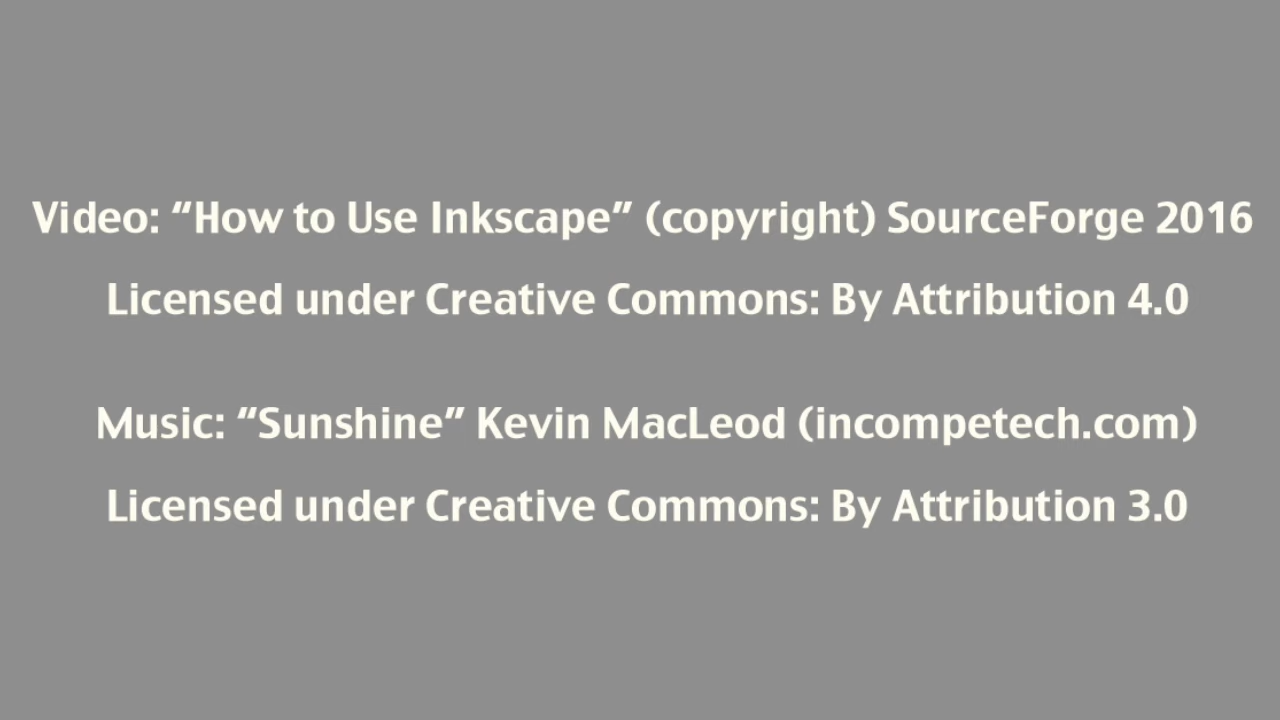 Video: “How to Use Inkscape” (copyright) SourceForge 2016
Licensed under Creative Commons: By Attribution 4.0
Music: “Sunshine” Kevin MacLeod (incompetech.com)
Licensed under Creative Commons: By Attribution 3.0